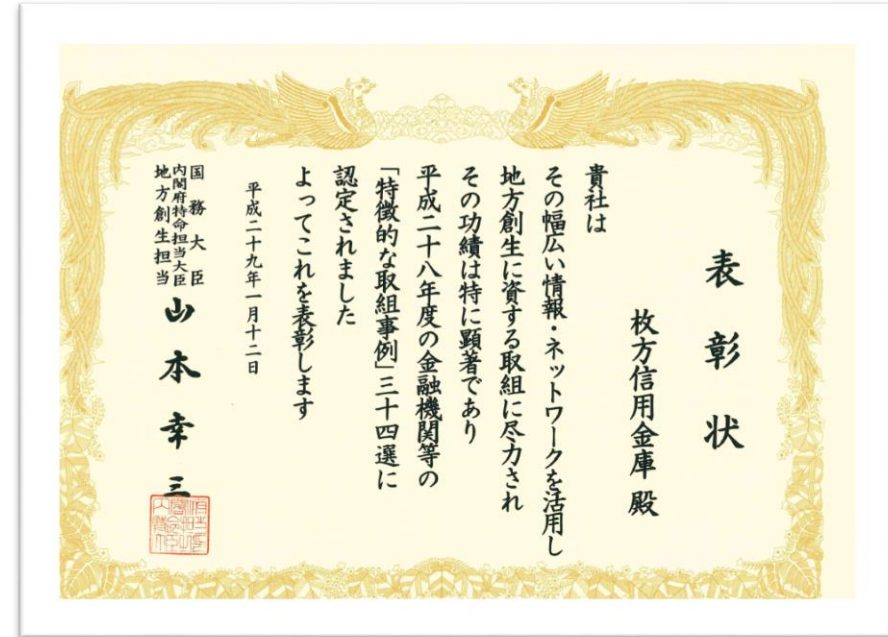 表彰状
枚方信用金庫 殿
貴社は
その幅広い情報・ネットワークを活用し
地方創生に資する取組に尽力され
その功績は特に顕著であり
平成二十八年度の金融機関等の
「特徴的な取組事例」三十四選に
認定されました
よってこれを表彰します
平成二十九年一月十二日
国務大臣
内閣府特命担当大臣
地方創生担当
山本幸三